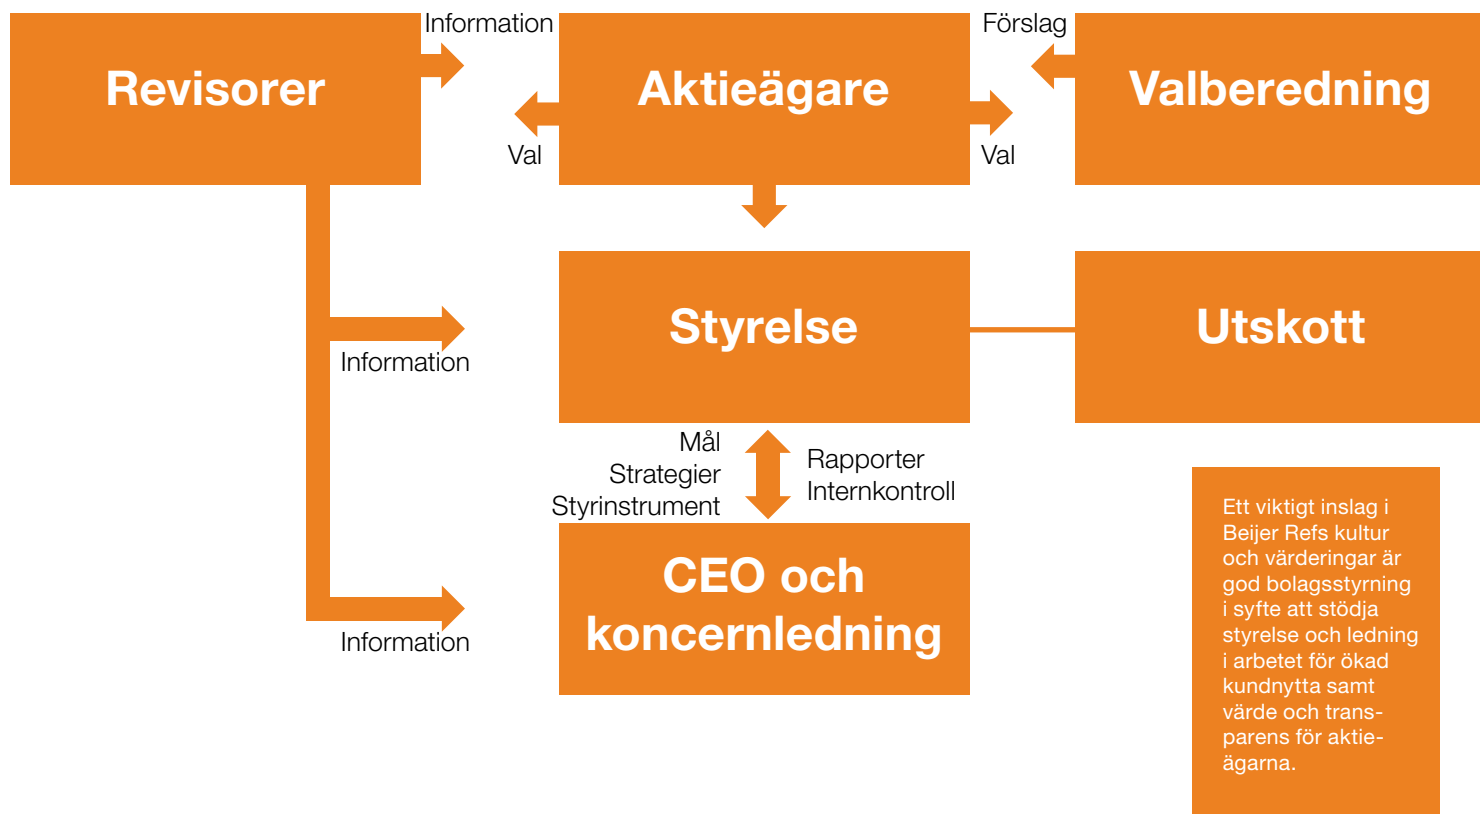 Information
Förslag
Revisorer
Aktieägare
Valberedning
Val
Val
Styrelse
Utskott
Information
Mål
Strategier
Styrinstrument
Rapporter
Internkontroll
CEO och
koncernledning
Information
Ett viktigt inslag i
Beijer Refs kultur
och värderingar är
god bolagsstyrning
i syfte att stödja
styrelse och ledning
i arbetet för ökad
kundnytta samt
värde och trans-
parens för aktie-
ägarna.